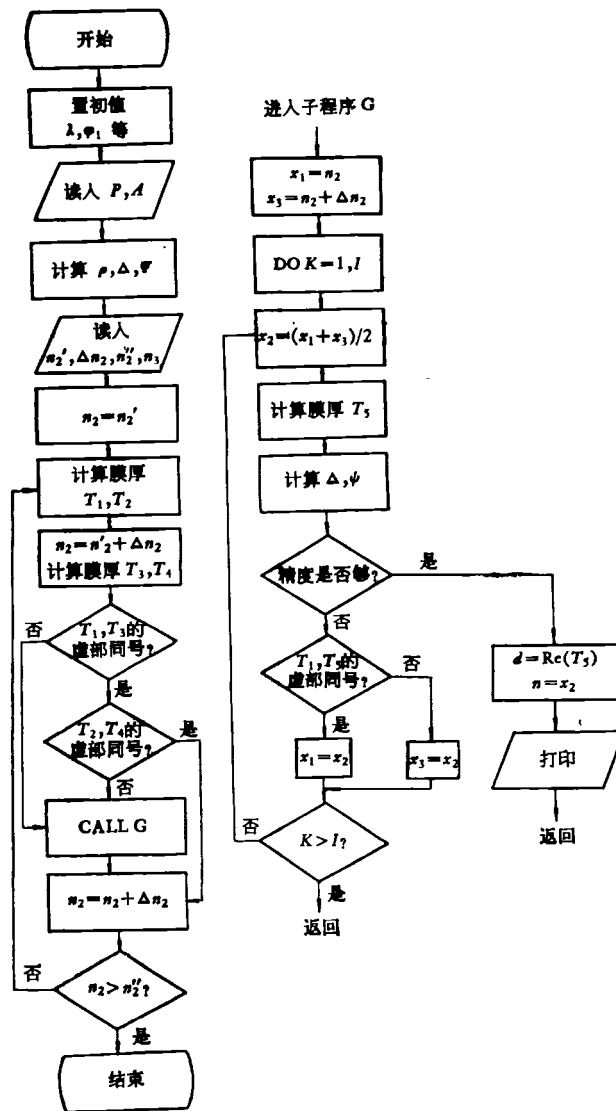 开始
置初值
λ,φ₁ 等
读入 P,A
计算 ρ,Δ,Ψ
读入
n₂′,Δn₂,n₂″,n₃
n₂=n₂′
计算膜厚
T₁,T₂
n₂=n′₂+Δn₂
计算膜厚 T₃,T₄
否
T₁,T₃的
虚部同号?
是
T₂,T₄的
虚部同号?
是
否
CALL G
n₂=n₂+Δn₂
否
n₂>n₂″?
是
结束
进入子程序 G
x₁=n₂
x₃=n₂+Δn₂
DO K=1,I
x₂=(x₁+x₃)/2
计算膜厚 T₅
计算 Δ,ψ
精度是否够?
是
否
T₁,T₅的
虚部同号?
否
是
x₁=x₂
x₃=x₂
否
K>I?
是
返回
d=Re(T₅)
n=x₂
打印
返回